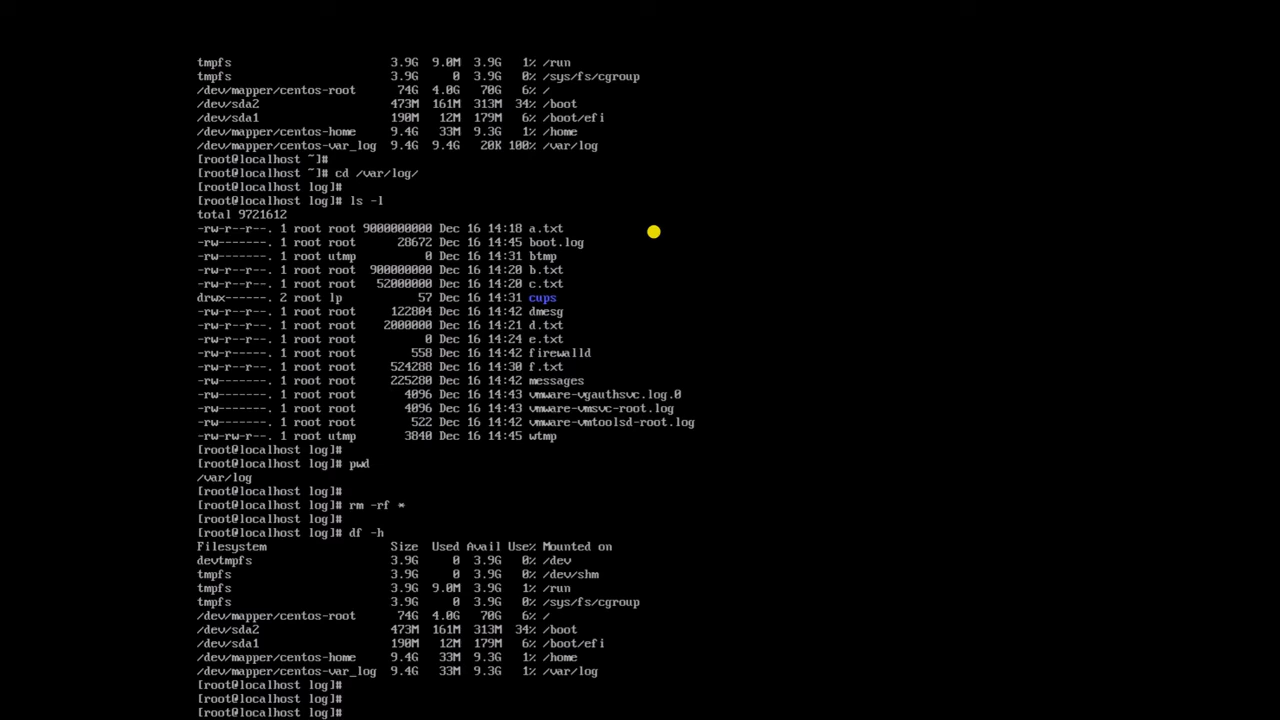 tmpfs 3.9G 9.0M 3.9G 1% /run
tmpfs 3.9G 0 3.9G 0% /sys/fs/cgroup
/dev/mapper/centos-root 74G 4.0G 70G 6% /
/dev/sda2 473M 161M 313M 34% /boot
/dev/sda1 190M 12M 179M 6% /boot/efi
/dev/mapper/centos-home 9.4G 33M 9.3G 1% /home
/dev/mapper/centos-var_log 9.4G 9.4G 20K 100% /var/log
[root@localhost ~]#
[root@localhost ~]# cd /var/log/
[root@localhost log]#
[root@localhost log]# ls -l
total 9721612
-rw-r--r--. 1 root root 9000000000 Dec 16 14:18 a.txt
-rw-------. 1 root root 28672 Dec 16 14:45 boot.log
-rw-------. 1 root utmp 0 Dec 16 14:31 btmp
-rw-r--r--. 1 root root 900000000 Dec 16 14:20 b.txt
-rw-r--r--. 1 root root 52000000 Dec 16 14:20 c.txt
drwx------. 2 root lp 57 Dec 16 14:31 cups
-rw-r--r--. 1 root root 122804 Dec 16 14:42 dmesg
-rw-r--r--. 1 root root 2000000 Dec 16 14:21 d.txt
-rw-r--r--. 1 root root 0 Dec 16 14:24 e.txt
-rw-r-----. 1 root root 558 Dec 16 14:42 firewalld
-rw-r--r--. 1 root root 524288 Dec 16 14:30 f.txt
-rw-------. 1 root root 225280 Dec 16 14:42 messages
-rw-------. 1 root root 4096 Dec 16 14:43 vmware-vgauthsvc.log.0
-rw-------. 1 root root 4096 Dec 16 14:43 vmware-vmsvc-root.log
-rw-------. 1 root root 522 Dec 16 14:42 vmware-vmtoolsd-root.log
-rw-rw-r--. 1 root utmp 3840 Dec 16 14:45 wtmp
[root@localhost log]#
[root@localhost log]# pwd
/var/log
[root@localhost log]#
[root@localhost log]# rm -rf *
[root@localhost log]#
[root@localhost log]# df -h
Filesystem Size Used Avail Use% Mounted on
devtmpfs 3.9G 0 3.9G 0% /dev
tmpfs 3.9G 0 3.9G 0% /dev/shm
tmpfs 3.9G 9.0M 3.9G 1% /run
tmpfs 3.9G 0 3.9G 0% /sys/fs/cgroup
/dev/mapper/centos-root 74G 4.0G 70G 6% /
/dev/sda2 473M 161M 313M 34% /boot
/dev/sda1 190M 12M 179M 6% /boot/efi
/dev/mapper/centos-home 9.4G 33M 9.3G 1% /home
/dev/mapper/centos-var_log 9.4G 33M 9.3G 1% /var/log
[root@localhost log]#
[root@localhost log]#
[root@localhost log]#